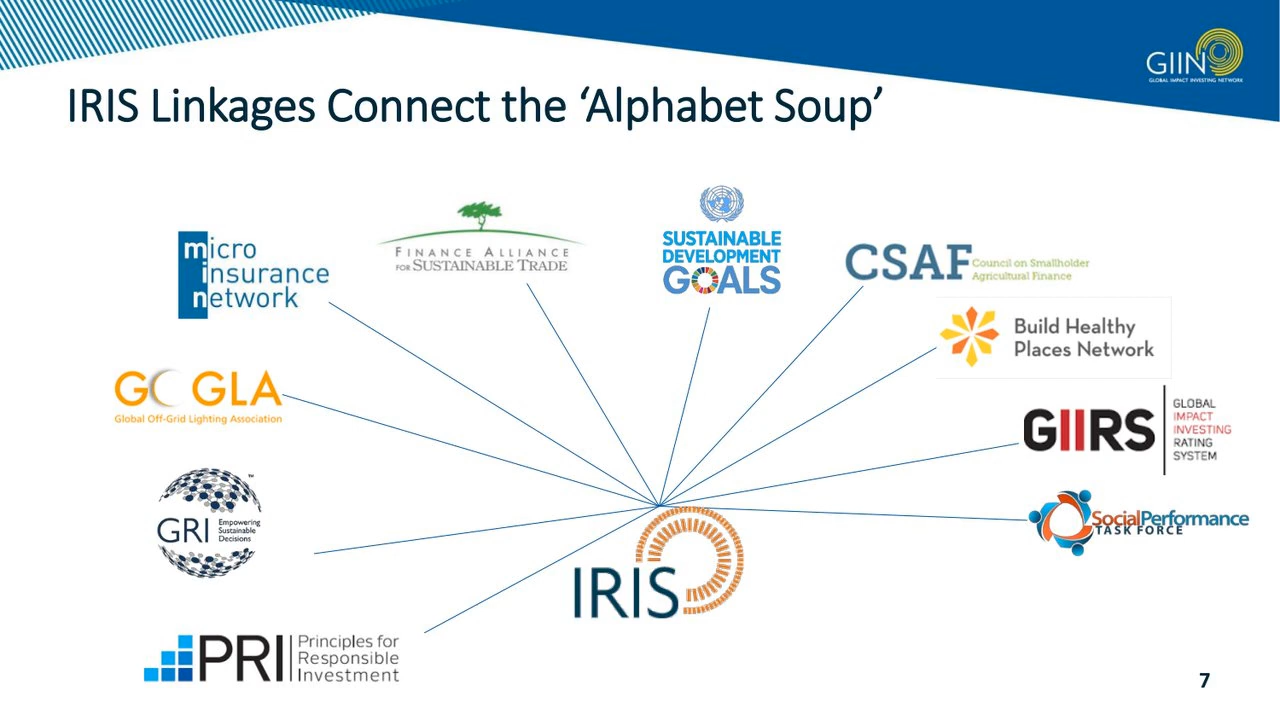 GIIN
GLOBAL IMPACT INVESTING NETWORK
IRIS Linkages Connect the ‘Alphabet Soup’
micro
insurance
network
FINANCE ALLIANCE
FOR SUSTAINABLE TRADE
SUSTAINABLE
DEVELOPMENT
GOALS
CSAF Council on Smallholder
Agricultural Finance
Build Healthy
Places Network
GOGLA
Global Off-Grid Lighting Association
GIIRS
GLOBAL
IMPACT
INVESTING
RATING
SYSTEM
GRI
Empowering
Sustainable
Decisions
™
SocialPerformance
TASK FORCE
IRIS
PRI
Principles for
Responsible
Investment
7